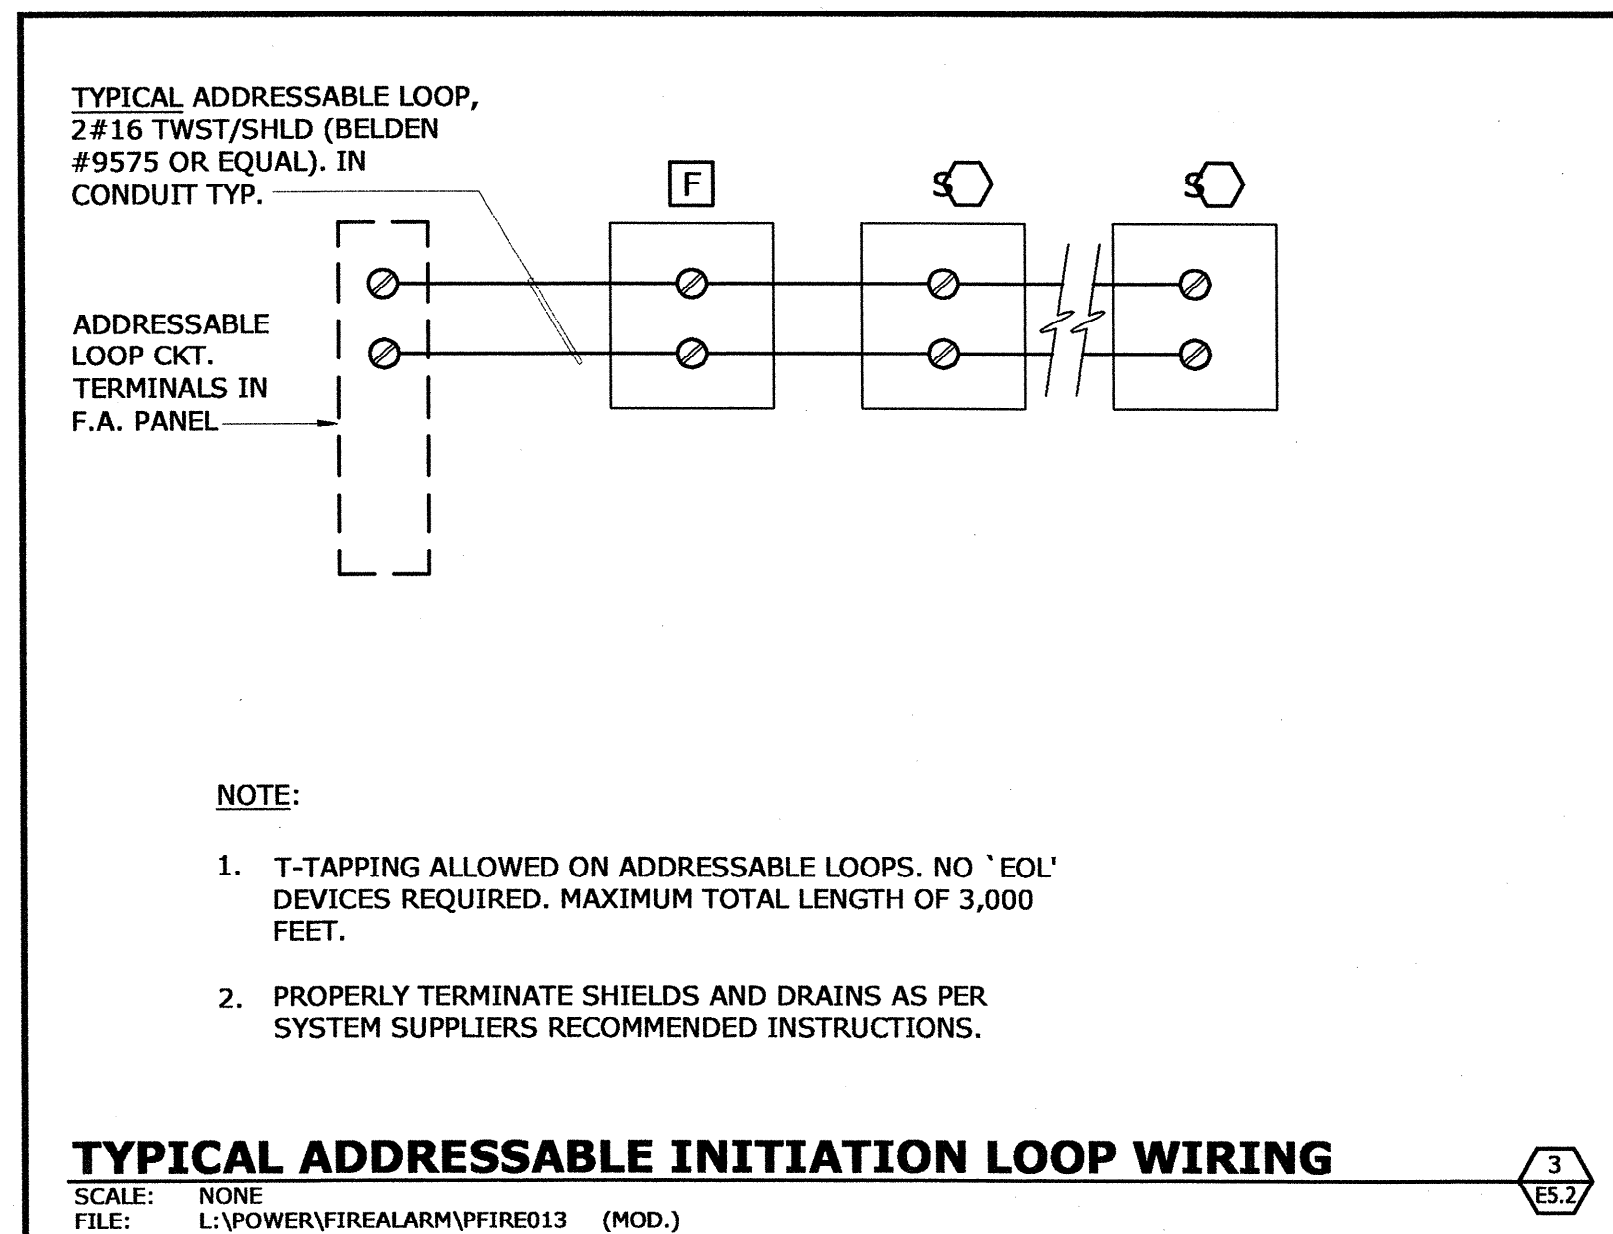 TYPICAL ADDRESSABLE LOOP,
2#16 TWST/SHLD (BELDEN
#9575 OR EQUAL). IN
CONDUIT TYP.
F
S
S
ADDRESSABLE
LOOP CKT.
TERMINALS IN
F.A. PANEL
NOTE:
1. T-TAPPING ALLOWED ON ADDRESSABLE LOOPS. NO `EOL'
DEVICES REQUIRED. MAXIMUM TOTAL LENGTH OF 3,000
FEET.
2. PROPERLY TERMINATE SHIELDS AND DRAINS AS PER
SYSTEM SUPPLIERS RECOMMENDED INSTRUCTIONS.
TYPICAL ADDRESSABLE INITIATION LOOP WIRING
3
E5.2
SCALE: NONE
FILE: L:\POWER\FIREALARM\PFIRE013 (MOD.)